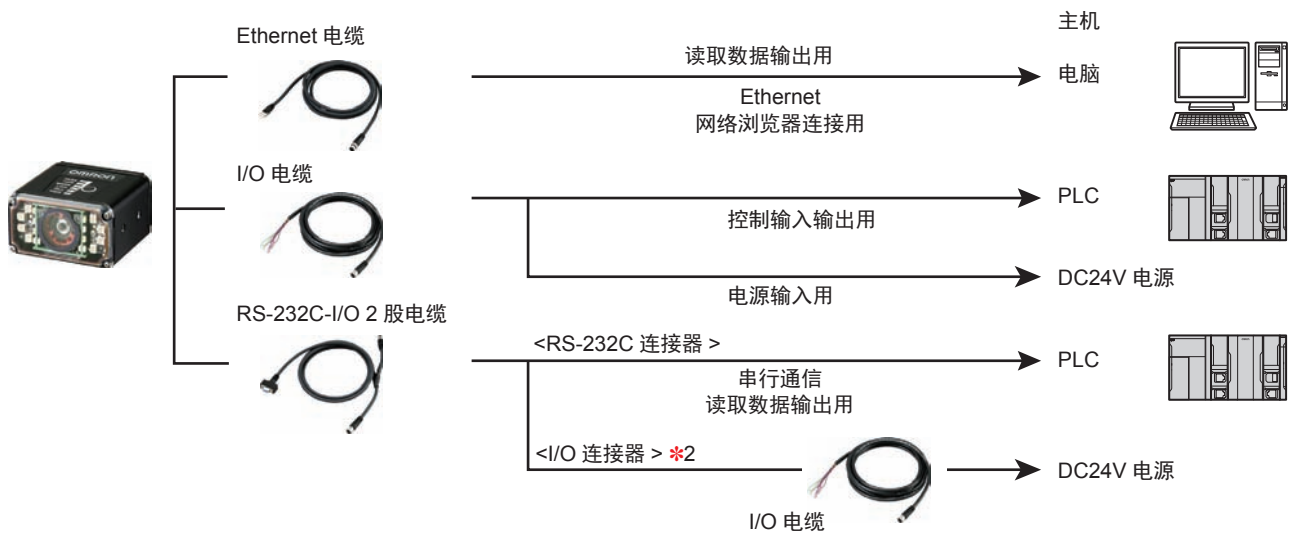 主机
Ethernet 电缆
读取数据输出用
电脑
Ethernet
网络浏览器连接用
omron
I/O 电缆
PLC
控制输入输出用
DC24V 电源
电源输入用
RS-232C-I/O 2 股电缆
<RS-232C 连接器 >
PLC
串行通信
读取数据输出用
<I/O 连接器 > *2
DC24V 电源
I/O 电缆